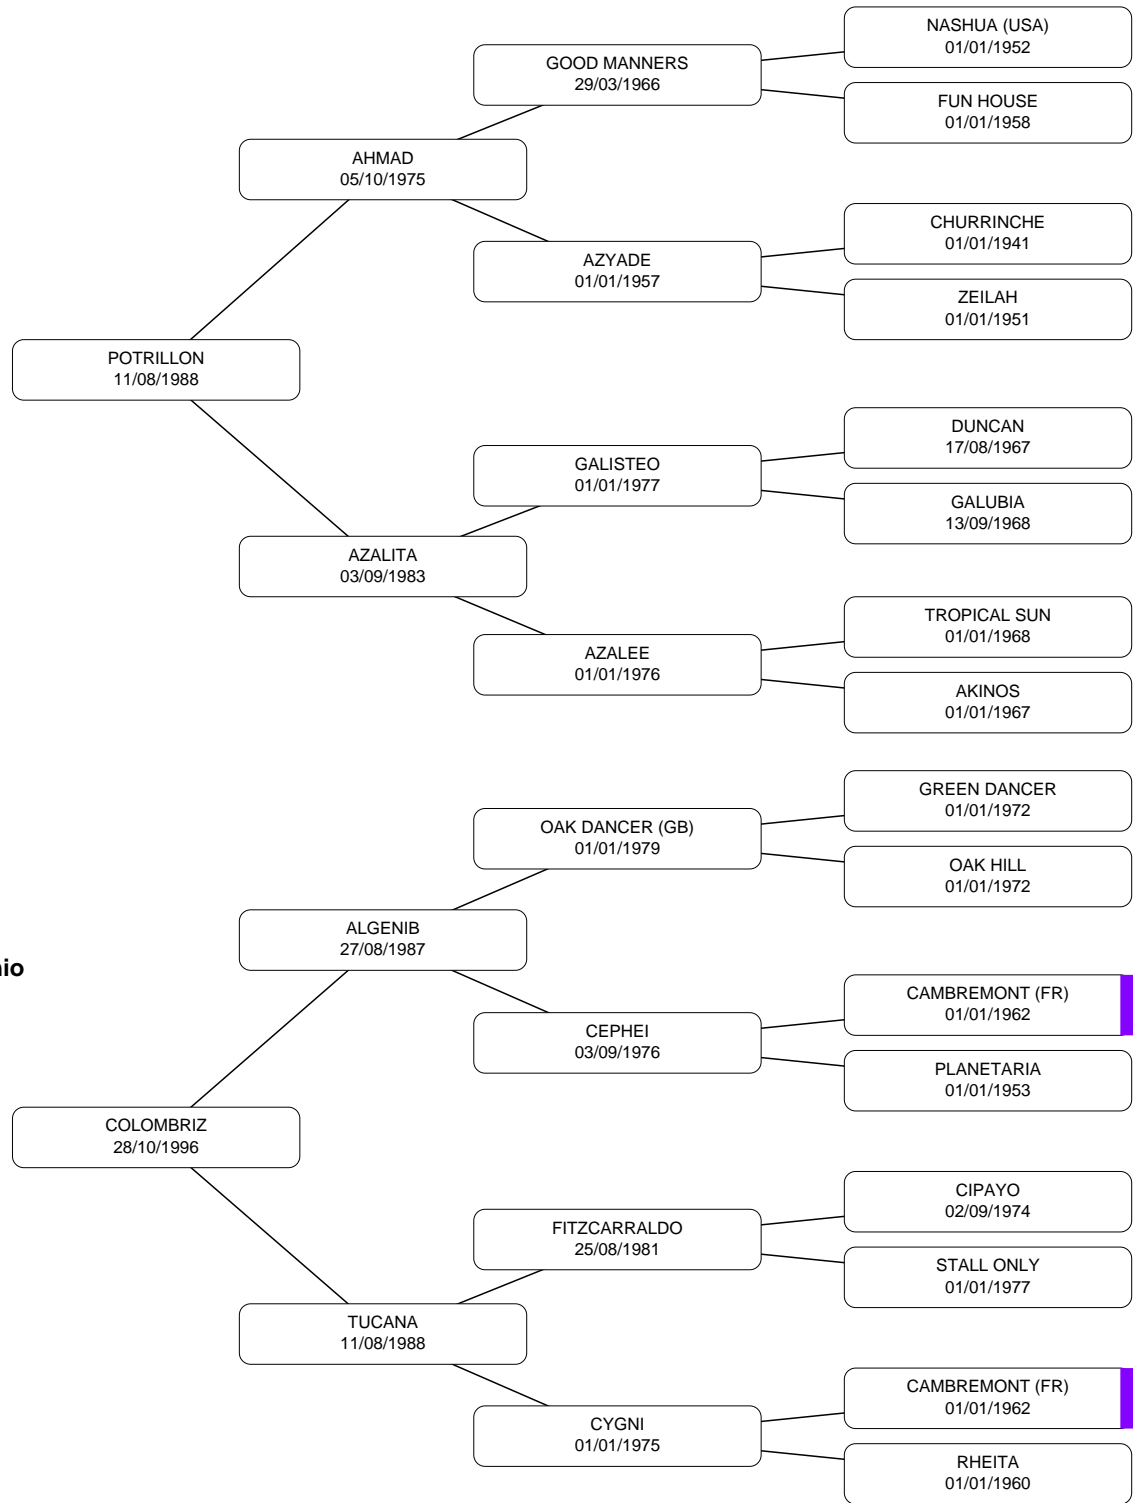 NASHUA (USA)
01/01/1952
GOOD MANNERS
29/03/1966
FUN HOUSE
01/01/1958
AHMAD
05/10/1975
CHURRINCHE
01/01/1941
AZYADE
01/01/1957
ZEILAH
01/01/1951
POTRILLON
11/08/1988
DUNCAN
17/08/1967
GALISTEO
01/01/1977
GALUBIA
13/09/1968
AZALITA
03/09/1983
TROPICAL SUN
01/01/1968
AZALEE
01/01/1976
AKINOS
01/01/1967
GREEN DANCER
01/01/1972
OAK DANCER (GB)
01/01/1979
OAK HILL
01/01/1972
ALGENIB
27/08/1987
nio
CAMBREMONT (FR)
01/01/1962
CEPHEI
03/09/1976
PLANETARIA
01/01/1953
COLOMBRIZ
28/10/1996
CIPAYO
02/09/1974
FITZCARRALDO
25/08/1981
STALL ONLY
01/01/1977
TUCANA
11/08/1988
CAMBREMONT (FR)
01/01/1962
CYGNI
01/01/1975
RHEITA
01/01/1960